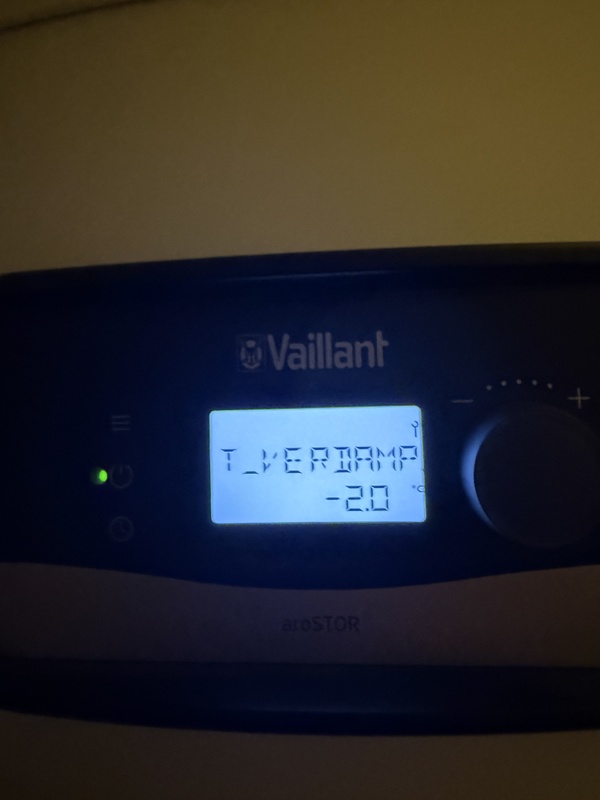 Vaillant
− +
T_VERDAMP.
-2.0 °C
aroSTOR